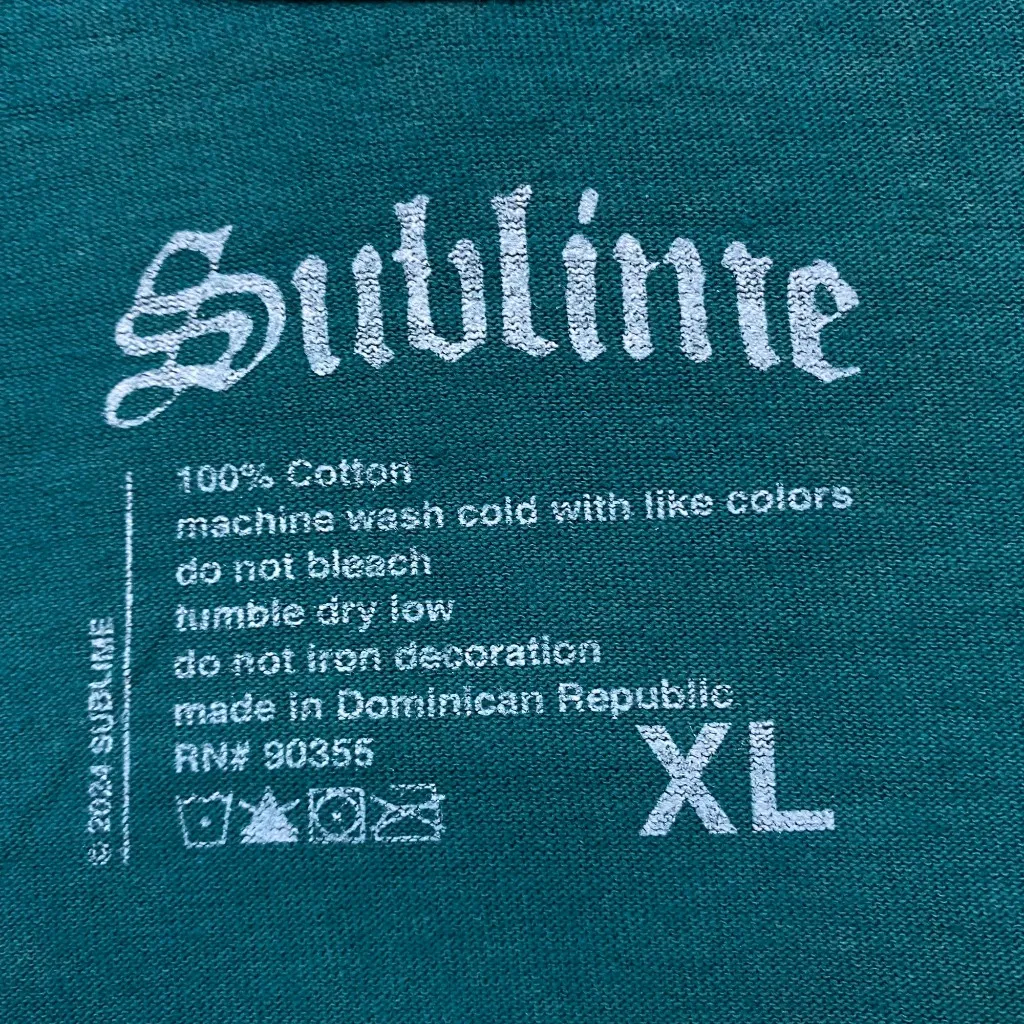 Sublime
100% Cotton
machine wash cold with like colors
do not bleach
tumble dry low
do not iron decoration
made in Dominican Republic
RN# 90355
XL
© 2024 SUBLIME